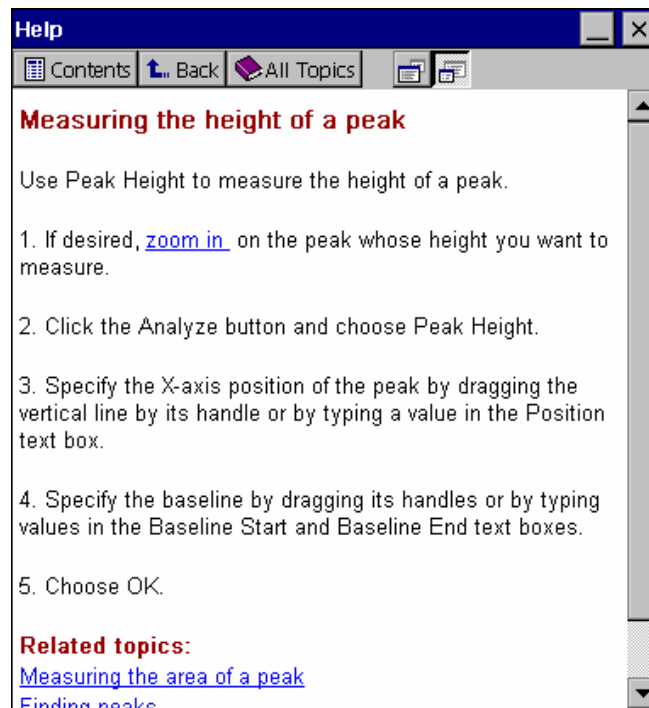 Help
Contents Back All Topics
Measuring the height of a peak
Use Peak Height to measure the height of a peak.
1. If desired, zoom in on the peak whose height you want to
measure.
2. Click the Analyze button and choose Peak Height.
3. Specify the X-axis position of the peak by dragging the
vertical line by its handle or by typing a value in the Position
text box.
4. Specify the baseline by dragging its handles or by typing
values in the Baseline Start and Baseline End text boxes.
5. Choose OK.
Related topics:
Measuring the area of a peak
Finding peaks